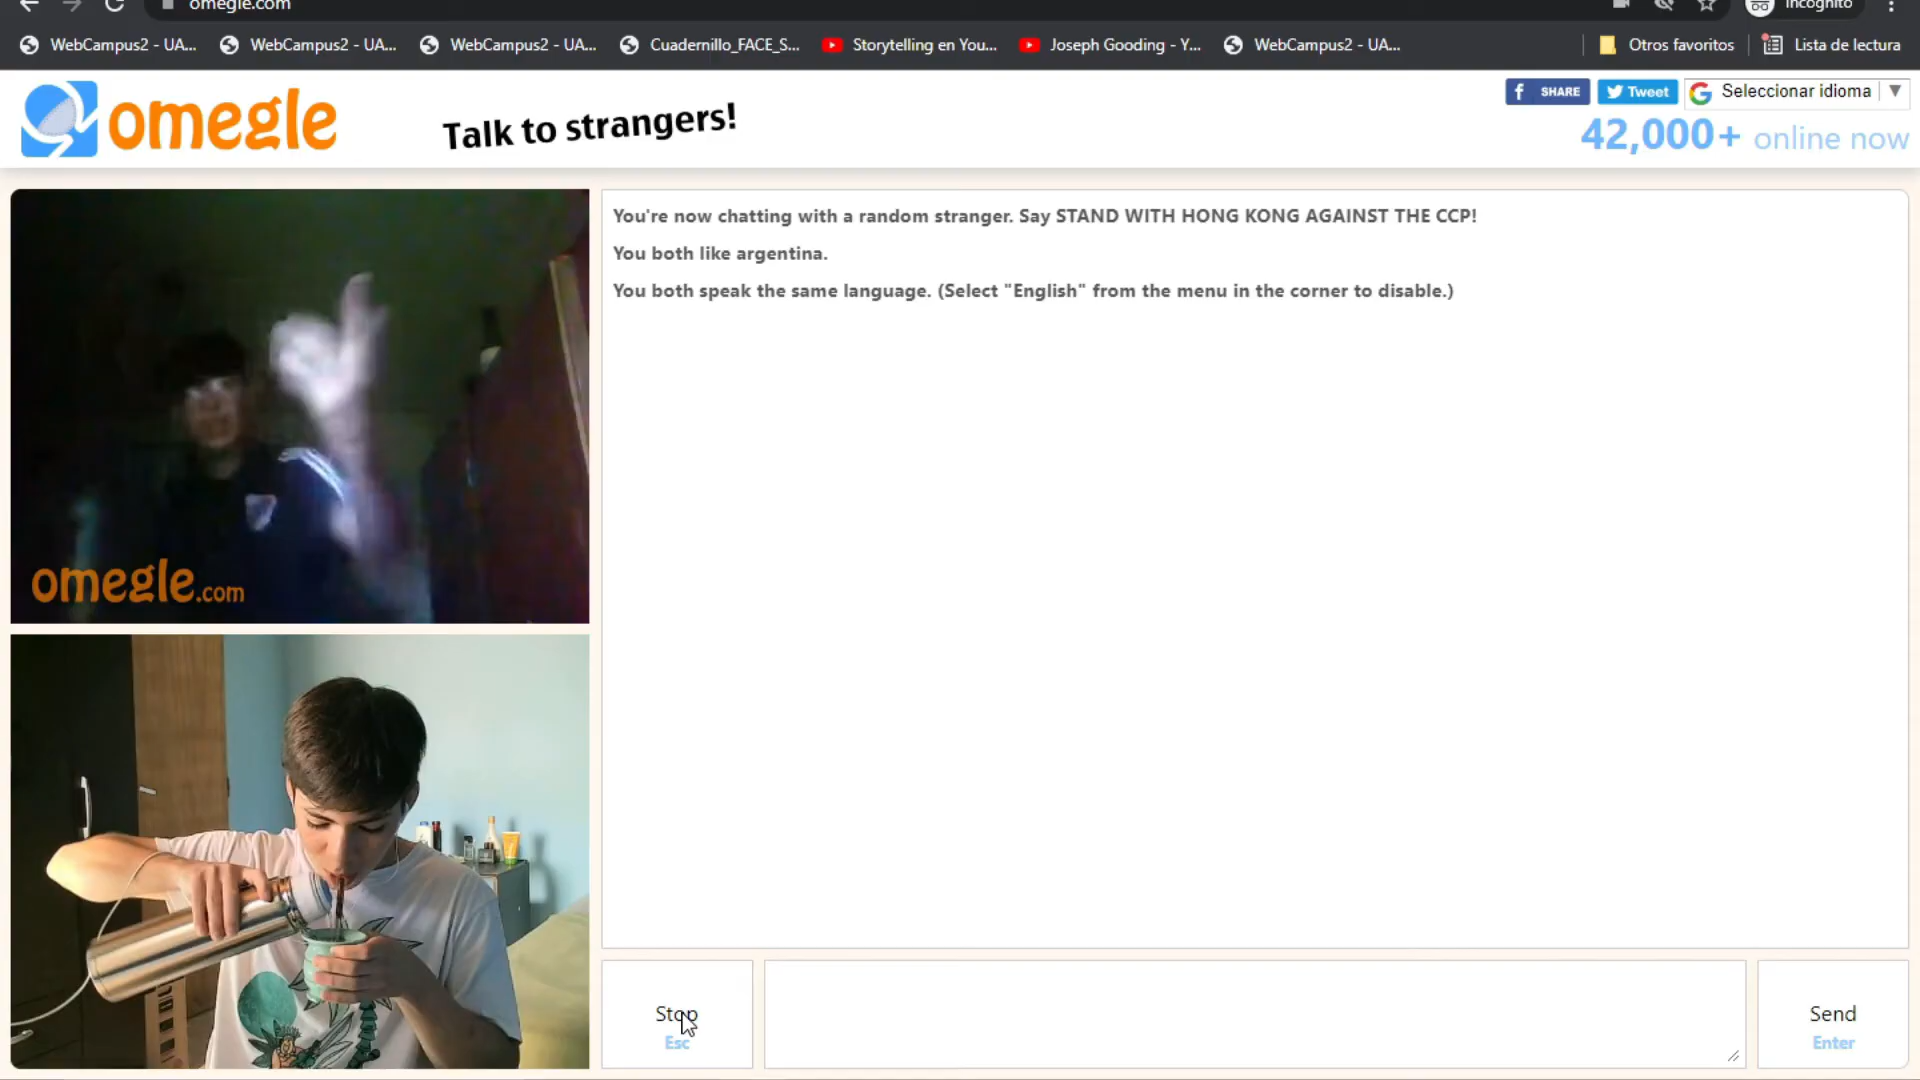 omegle.com
Incognito
WebCampus2 - UA...
WebCampus2 - UA...
WebCampus2 - UA...
Cuadernillo_FACE_S...
Storytelling en You...
Joseph Gooding - Y...
WebCampus2 - UA...
Otros favoritos
Lista de lectura
omegle
Talk to strangers!
SHARE
Tweet
Seleccionar idioma
42,000+ online now
You're now chatting with a random stranger. Say STAND WITH HONG KONG AGAINST THE CCP!
You both like argentina.
You both speak the same language. (Select "English" from the menu in the corner to disable.)
omegle.com
Stop
Esc
Send
Enter